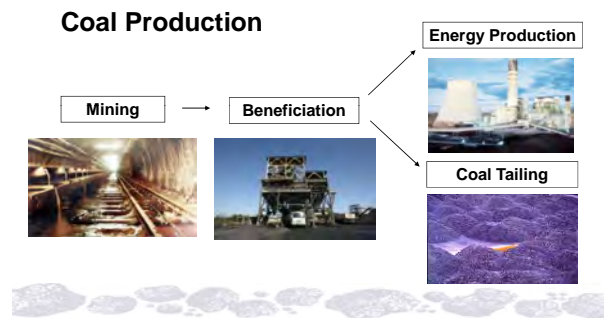 Coal Production
Energy Production
Mining
Beneficiation
Coal Tailing